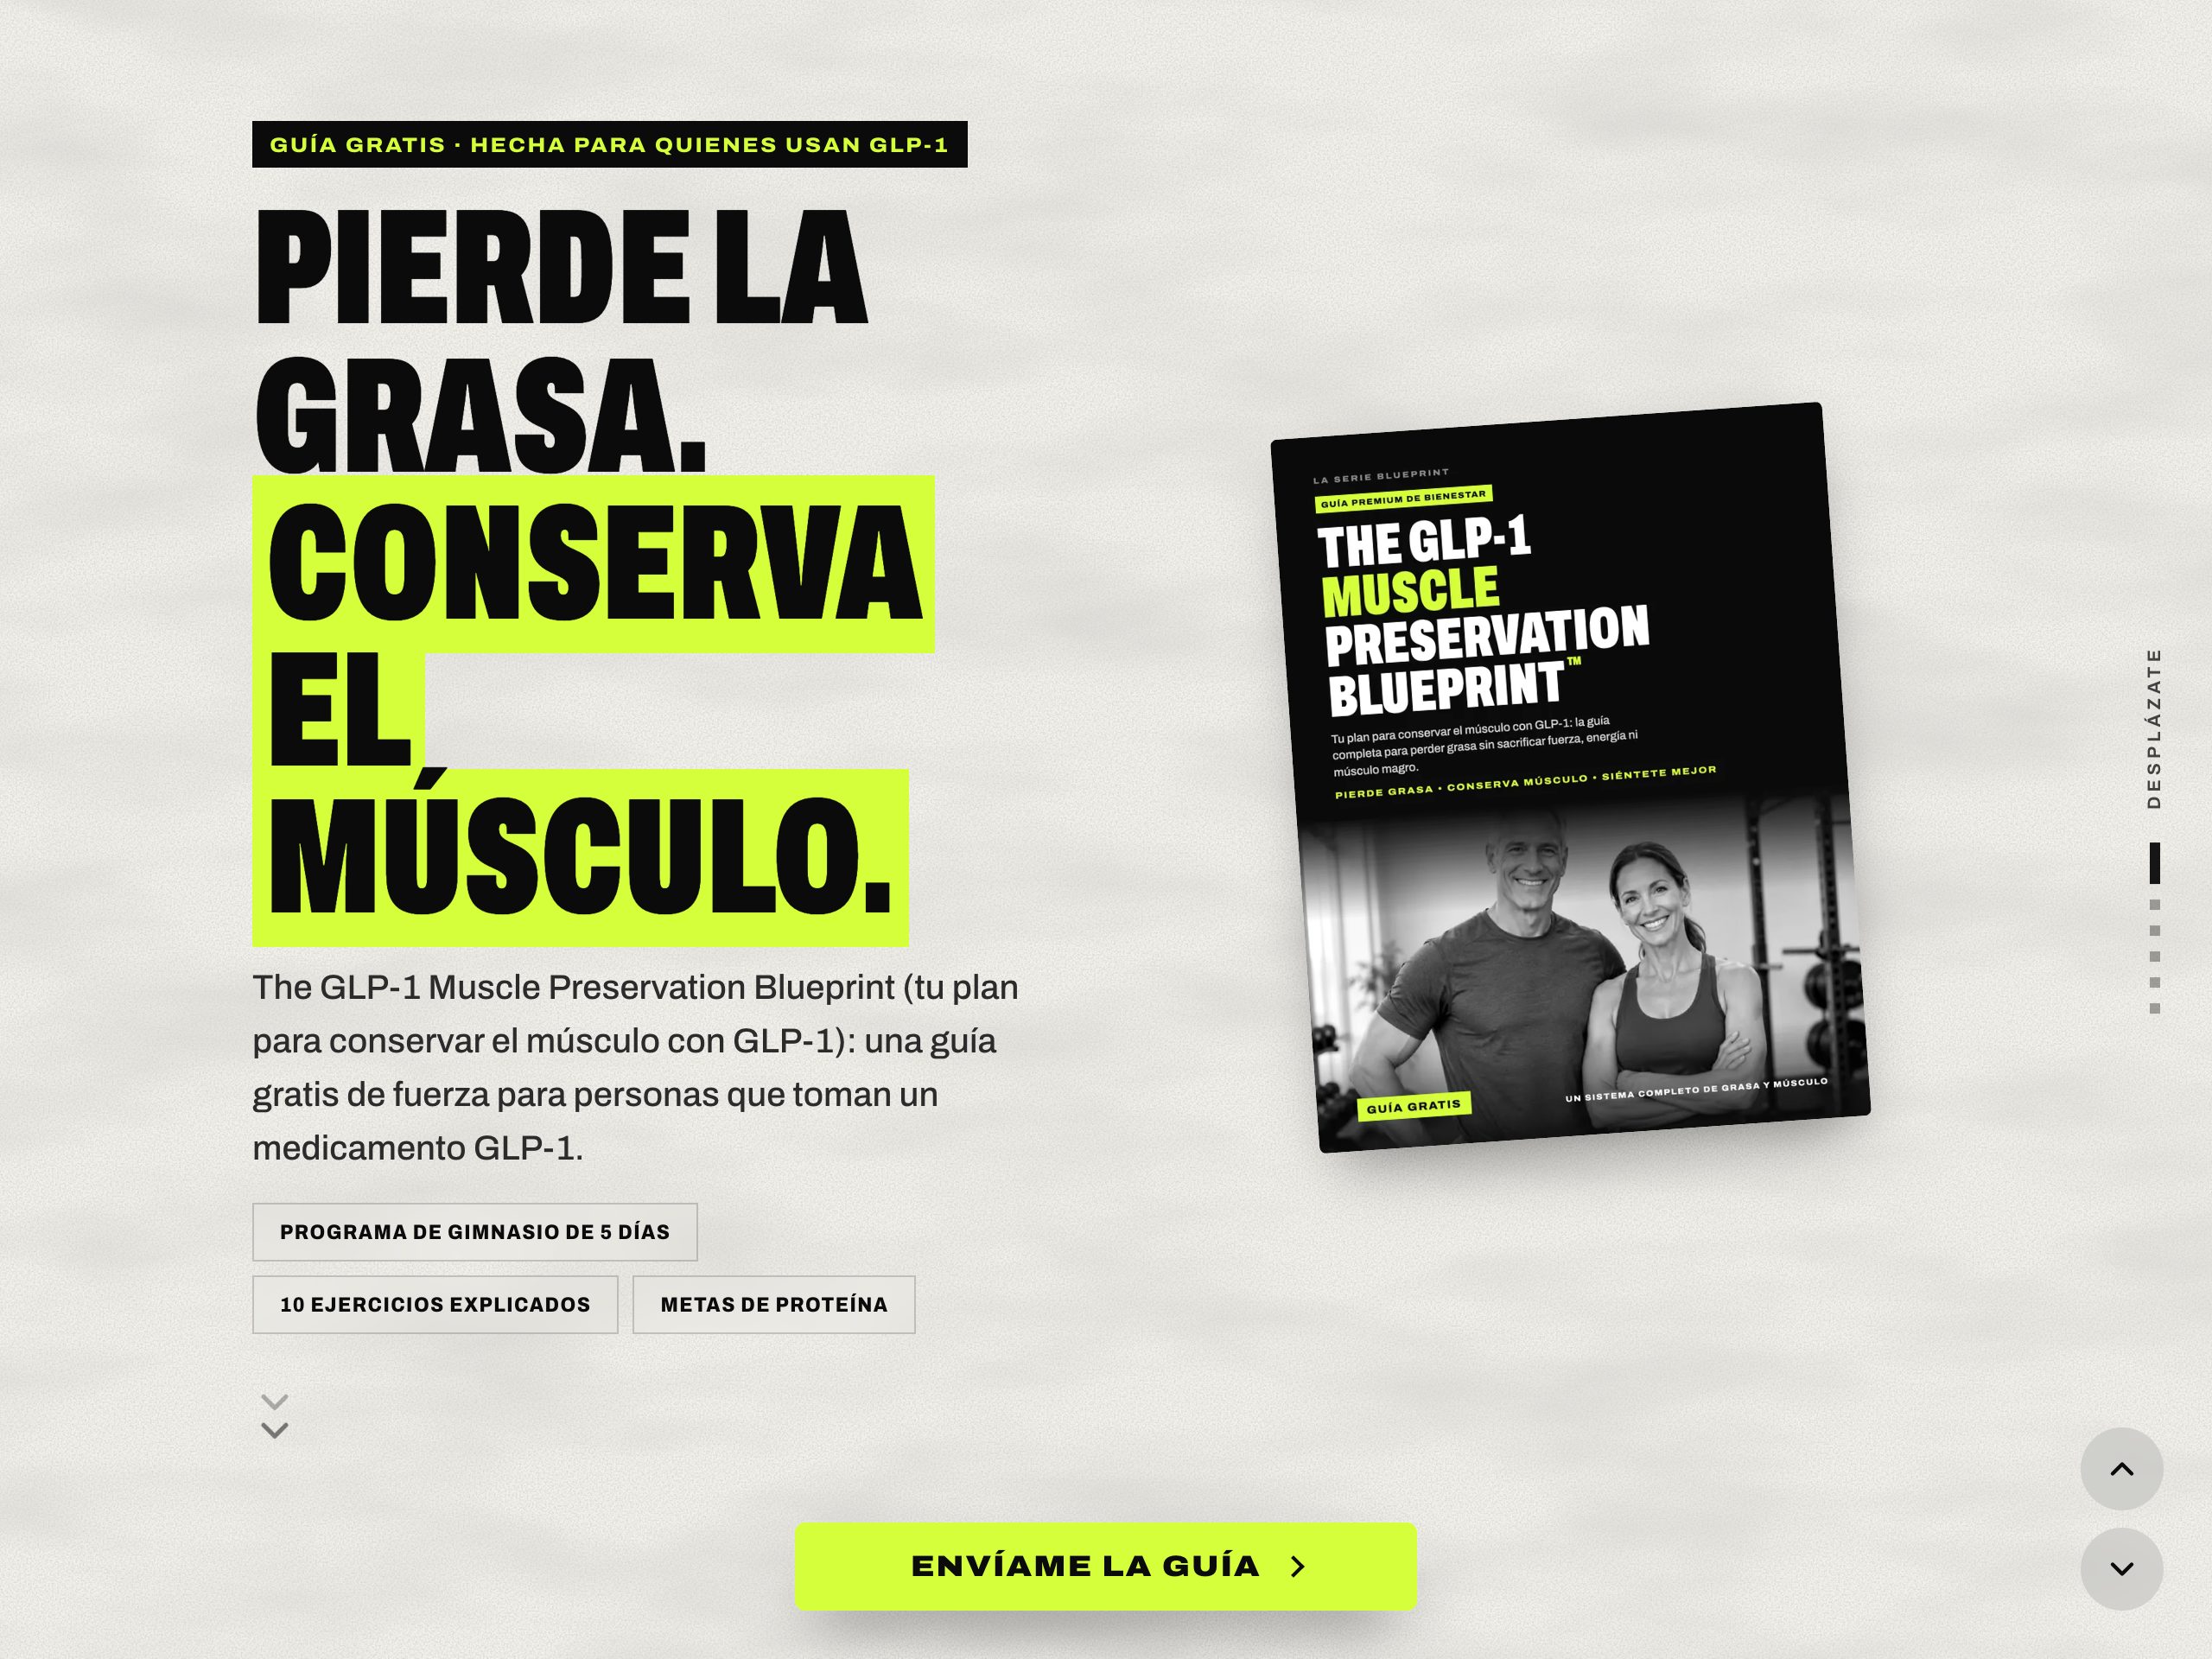 GUÍA GRATIS · HECHA PARA QUIENES USAN GLP-1
PIERDE LA
GRASA.
CONSERVA
EL
MÚSCULO.
The GLP-1 Muscle Preservation Blueprint (tu plan
para conservar el músculo con GLP-1): una guía
gratis de fuerza para personas que toman un
medicamento GLP-1.
PROGRAMA DE GIMNASIO DE 5 DÍAS
10 EJERCICIOS EXPLICADOS
METAS DE PROTEÍNA
LA SERIE BLUEPRINT
GUÍA PREMIUM DE BIENESTAR
THE GLP-1
MUSCLE
PRESERVATION
BLUEPRINT™
Tu plan para conservar el músculo con GLP-1: la guía
completa para perder grasa sin sacrificar fuerza, energía ni
músculo magro.
PIERDE GRASA • CONSERVA MÚSCULO • SIÉNTETE MEJOR
GUÍA GRATIS
UN SISTEMA COMPLETO DE GRASA Y MÚSCULO
DESPLÁZATE
ENVÍAME LA GUÍA